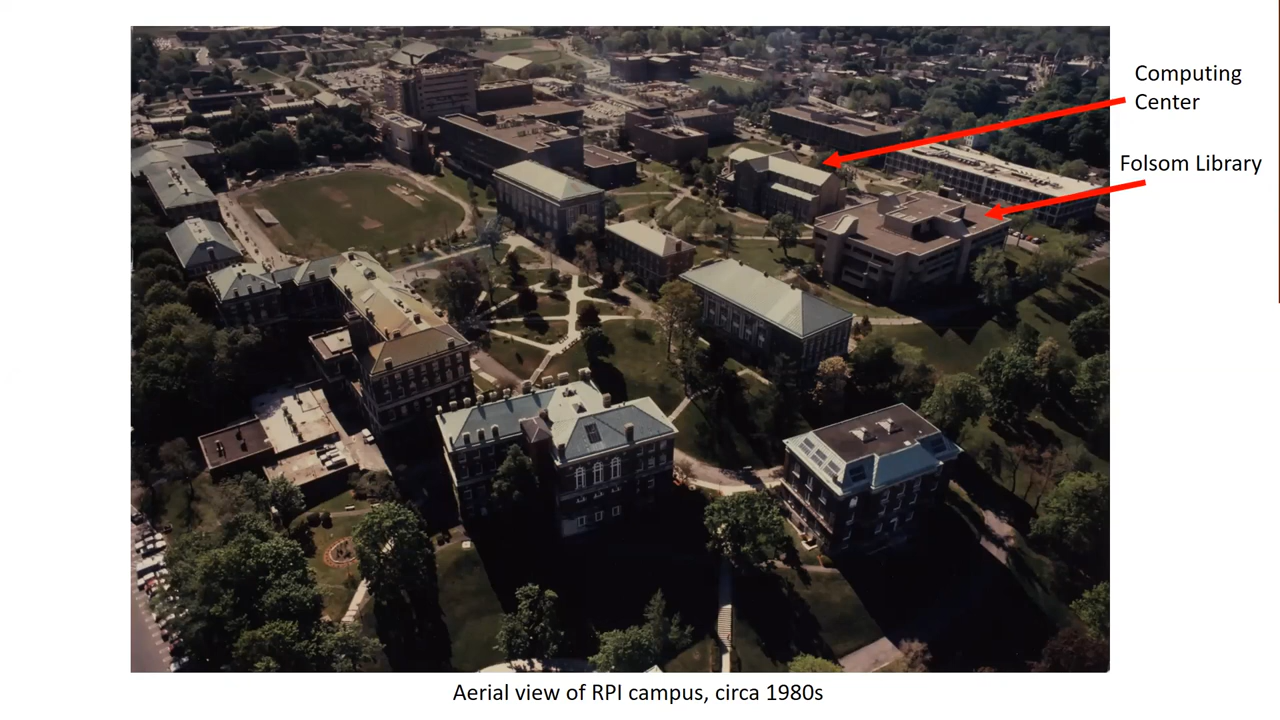 Computing
Center
Folsom Library
Aerial view of RPI campus, circa 1980s